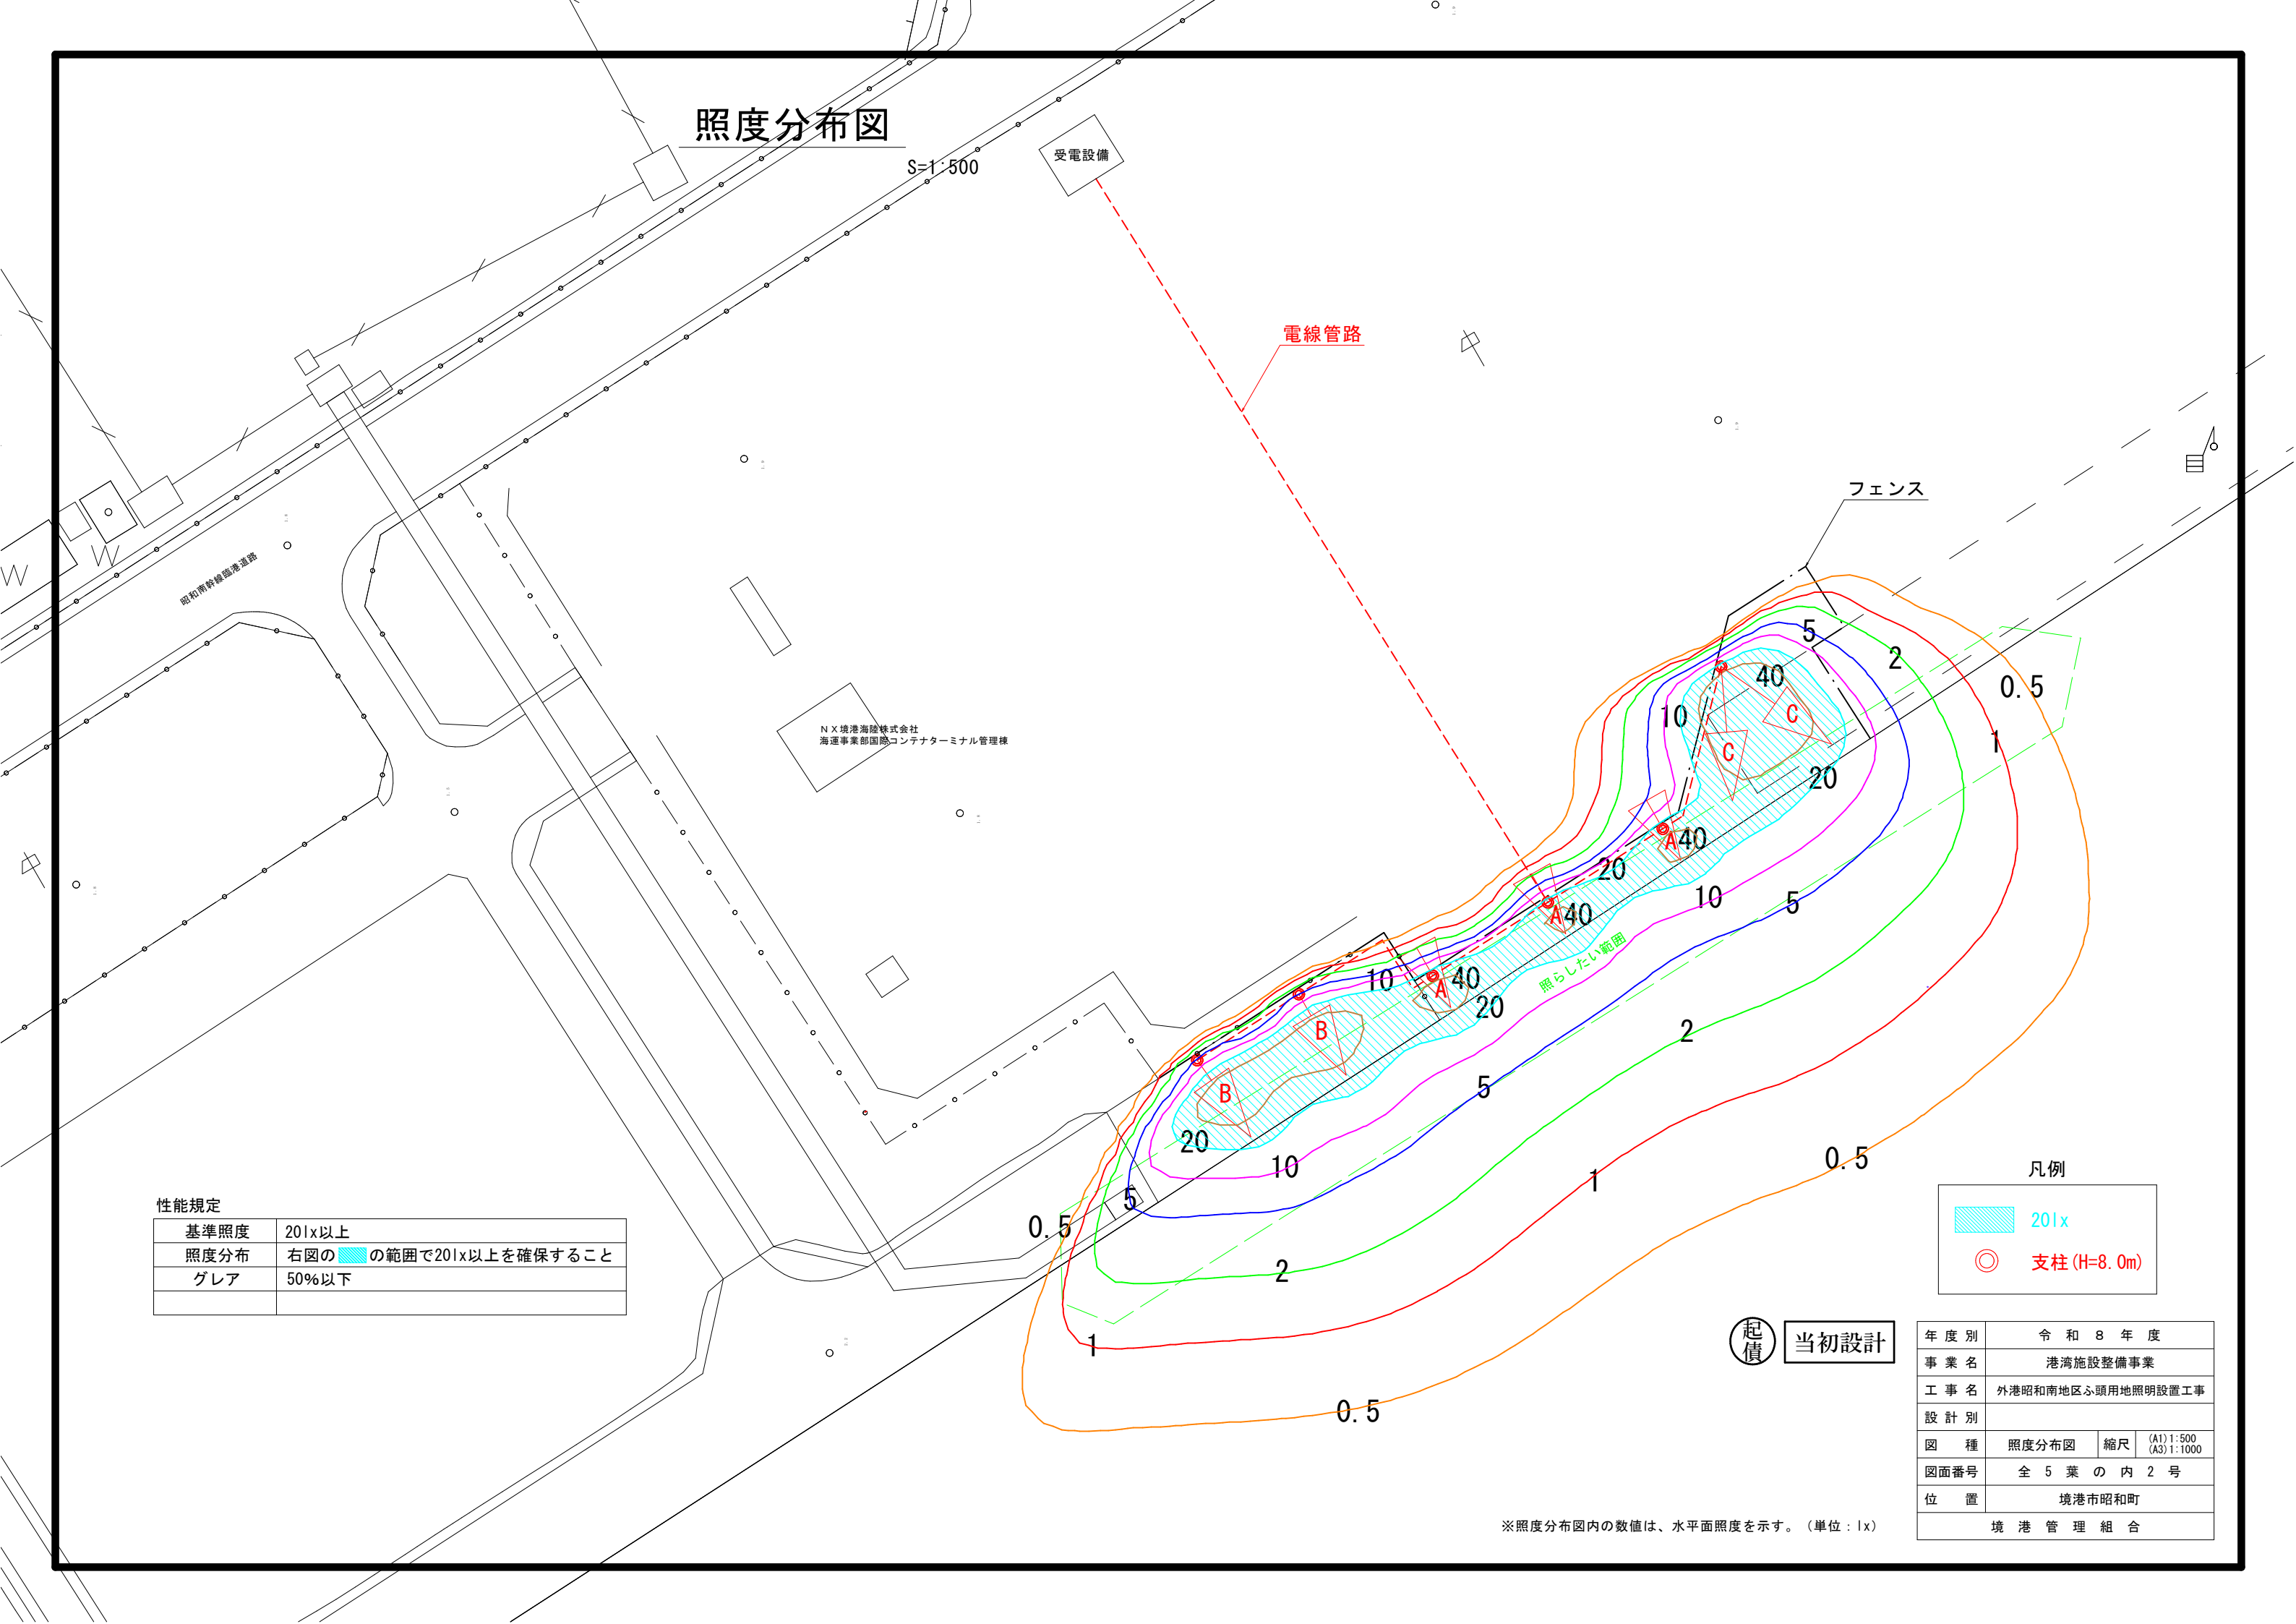 照度分布図
S=1:500
受電設備
電線管路
フェンス
昭和南幹線臨港道路
NX境港海陸株式会社
海運事業部国際コンテナターミナル管理棟
5
2
0.5
40
10
C
1
C
20
A
40
20
10
5
A
40
照らしたい範囲
10
40
A
20
2
B
5
B
20
10
5
0.5
1
0.5
2
1
0.5
性能規定
基準照度 20lx以上
照度分布 右図の の範囲で20lx以上を確保すること
グレア 50%以下
凡例
20lx
支柱(H=8.0m)
起債
当初設計
年度別 令和8年度
事業名 港湾施設整備事業
工事名 外港昭和南地区ふ頭用地照明設置工事
設計別
図種 照度分布図 縮尺 (A1)1:500
(A3)1:1000
図面番号 全5葉の内2号
位置 境港市昭和町
境港管理組合
※照度分布図内の数値は、水平面照度を示す。(単位:lx)